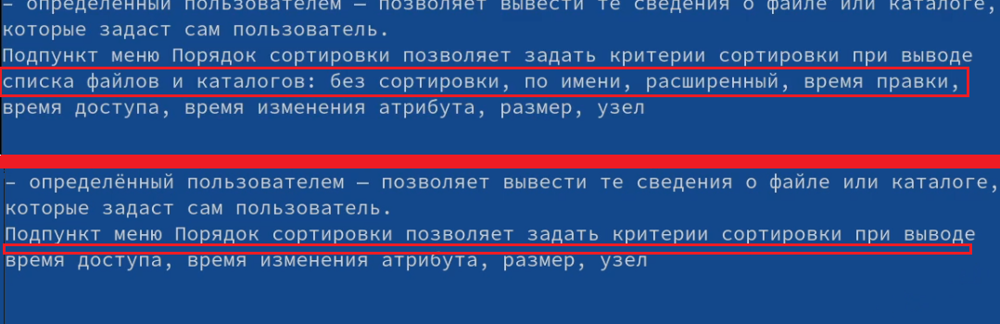 – определённый пользователем — позволяет вывести те сведения о файле или каталоге,
которые задаст сам пользователь.
Подпункт меню Порядок сортировки позволяет задать критерии сортировки при выводе
списка файлов и каталогов: без сортировки, по имени, расширенный, время правки,
время доступа, время изменения атрибута, размер, узел
– определённый пользователем — позволяет вывести те сведения о файле или каталоге,
которые задаст сам пользователь.
Подпункт меню Порядок сортировки позволяет задать критерии сортировки при выводе
время доступа, время изменения атрибута, размер, узел